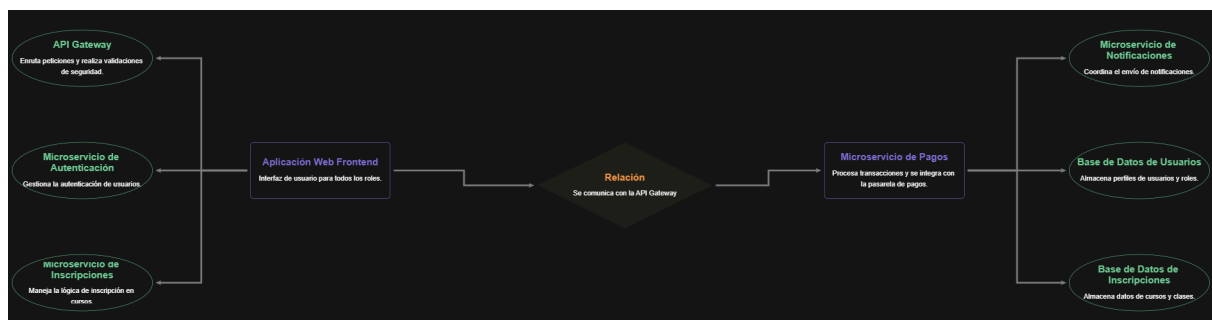 API Gateway
Enruta peticiones y realiza validaciones
de seguridad.
Microservicio de
Autenticación
Gestiona la autenticación de usuarios.
Microservicio de
Inscripciones
Maneja la lógica de inscripción en
cursos.
Aplicación Web Frontend
Interfaz de usuario para todos los roles.
Relación
Se comunica con la API Gateway
Microservicio de Pagos
Procesa transacciones y se integra con
la pasarela de pagos.
Microservicio de
Notificaciones
Coordina el envío de notificaciones.
Base de Datos de Usuarios
Almacena perfiles de usuarios y roles.
Base de Datos de
Inscripciones
Almacena datos de cursos y clases.